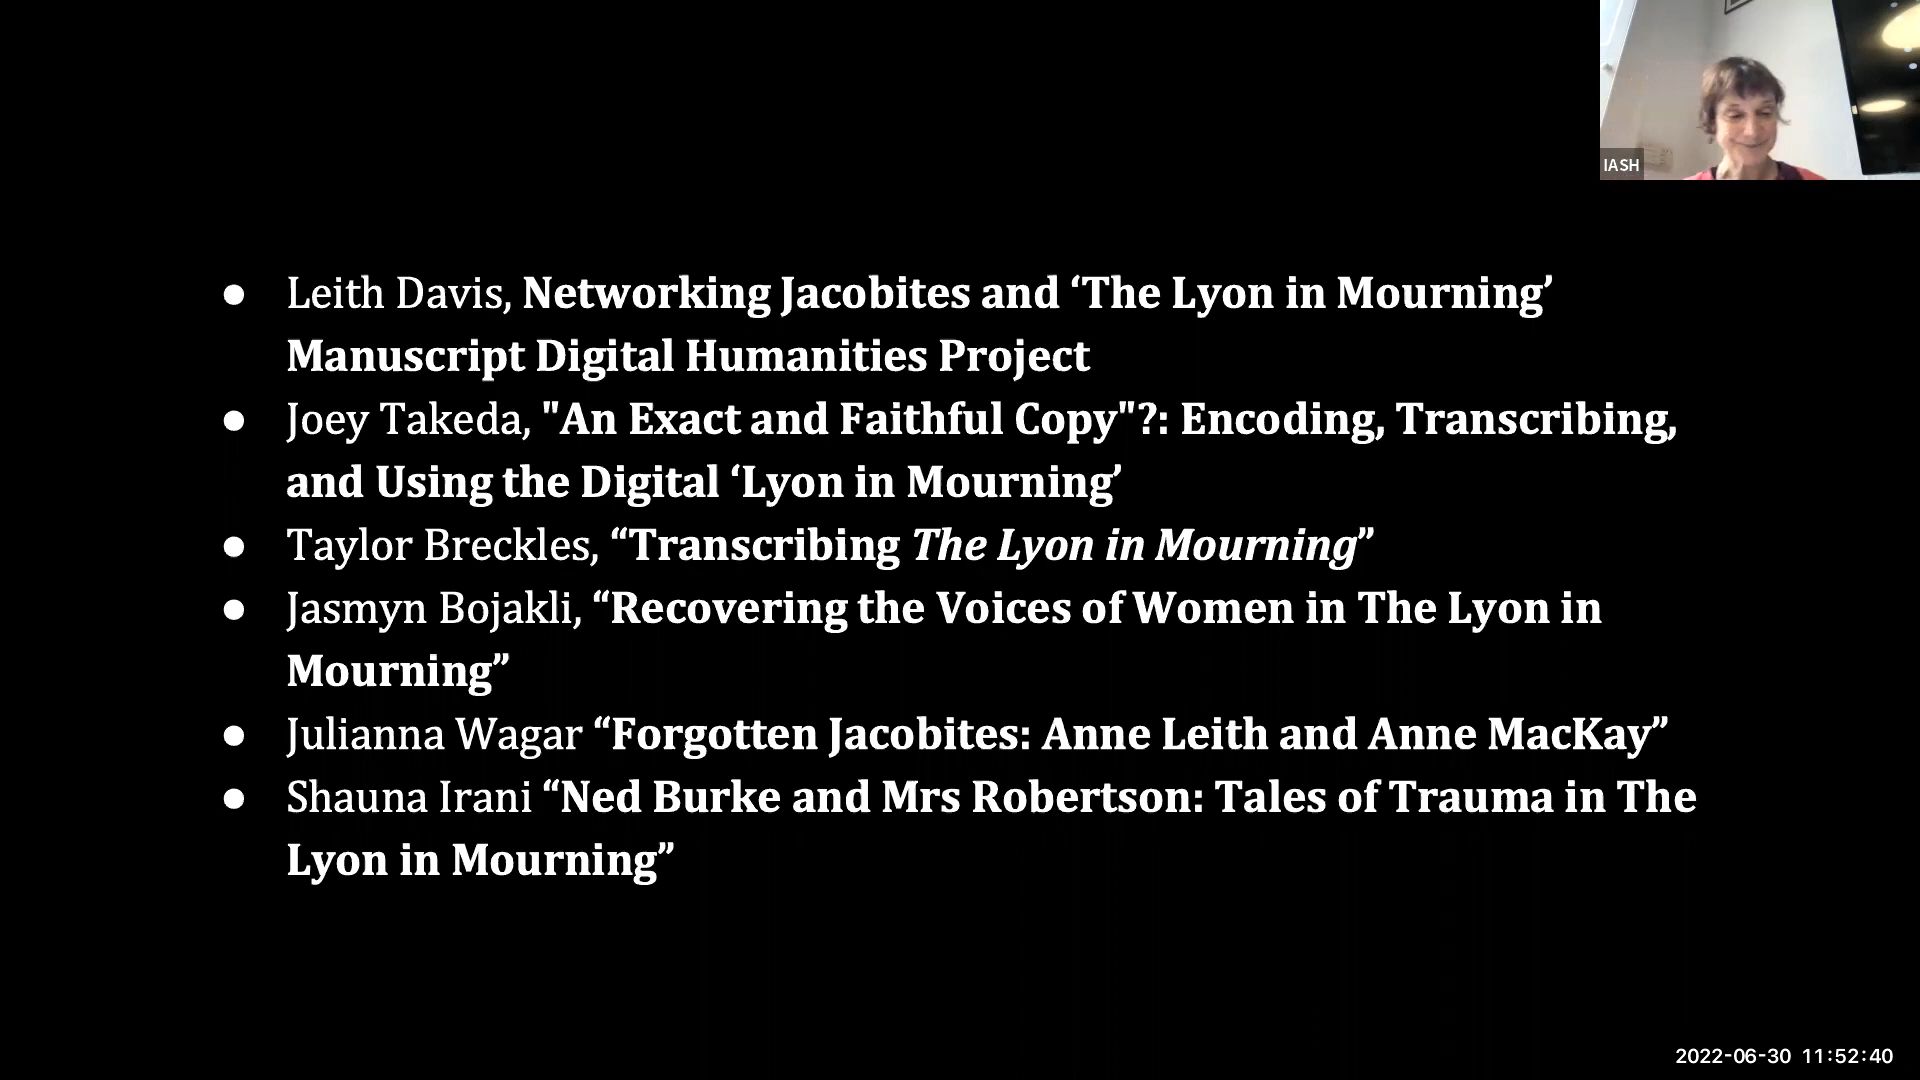 IASH
● Leith Davis, Networking Jacobites and ‘The Lyon in Mourning’
Manuscript Digital Humanities Project
● Joey Takeda, "An Exact and Faithful Copy"?: Encoding, Transcribing,
and Using the Digital ‘Lyon in Mourning’
● Taylor Breckles, “Transcribing The Lyon in Mourning”
● Jasmyn Bojakli, “Recovering the Voices of Women in The Lyon in
Mourning”
● Julianna Wagar “Forgotten Jacobites: Anne Leith and Anne MacKay”
● Shauna Irani “Ned Burke and Mrs Robertson: Tales of Trauma in The
Lyon in Mourning”
2022-06-30 11:52:40